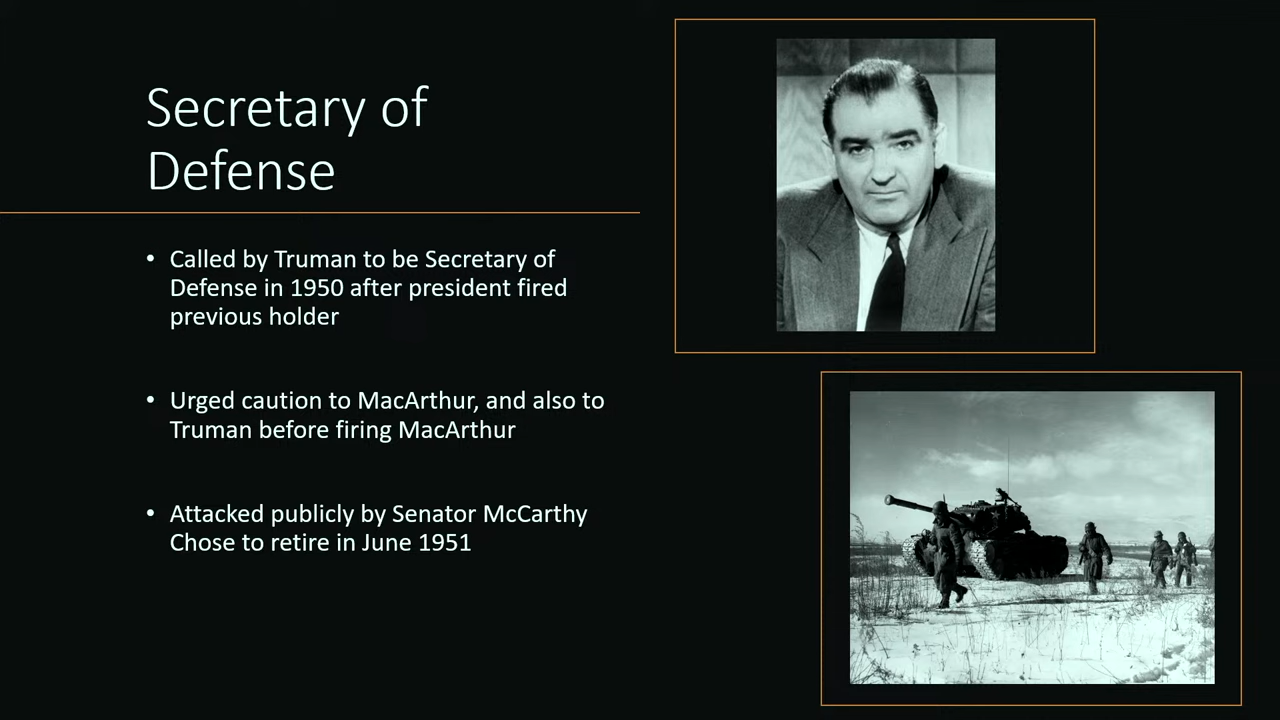 Secretary of
Defense
• Called by Truman to be Secretary of
Defense in 1950 after president fired
previous holder
• Urged caution to MacArthur, and also to
Truman before firing MacArthur
• Attacked publicly by Senator McCarthy
Chose to retire in June 1951